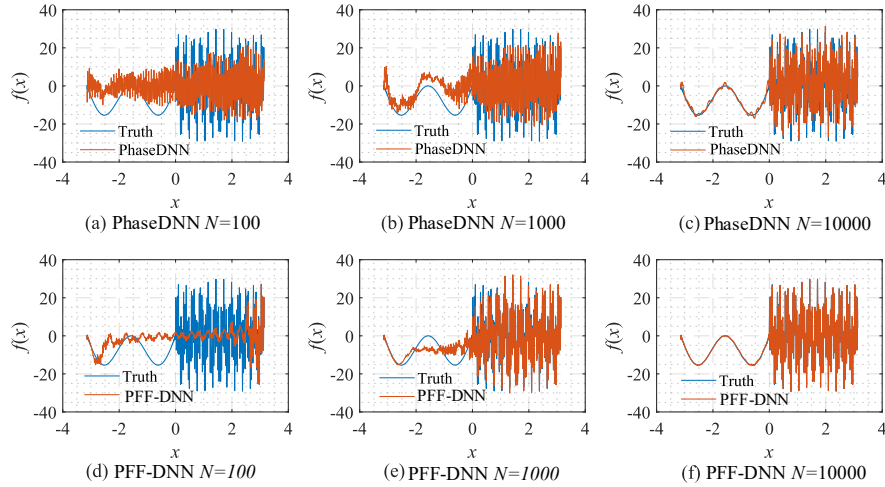 40
20
0
-20
-40
f(x)
Truth
PhaseDNN
-4
-2
0
2
4
x
(a) PhaseDNN N=100
40
20
0
-20
-40
f(x)
Truth
PhaseDNN
-4
-2
0
2
4
x
(b) PhaseDNN N=1000
40
20
0
-20
-40
f(x)
Truth
PhaseDNN
-4
-2
0
2
4
x
(c) PhaseDNN N=10000
40
20
0
-20
-40
f(x)
Truth
PFF-DNN
-4
-2
0
2
4
x
(d) PFF-DNN N=100
40
20
0
-20
-40
f(x)
Truth
PFF-DNN
-4
-2
0
2
4
x
(e) PFF-DNN N=1000
40
20
0
-20
-40
f(x)
Truth
PFF-DNN
-4
-2
0
2
4
x
(f) PFF-DNN N=10000